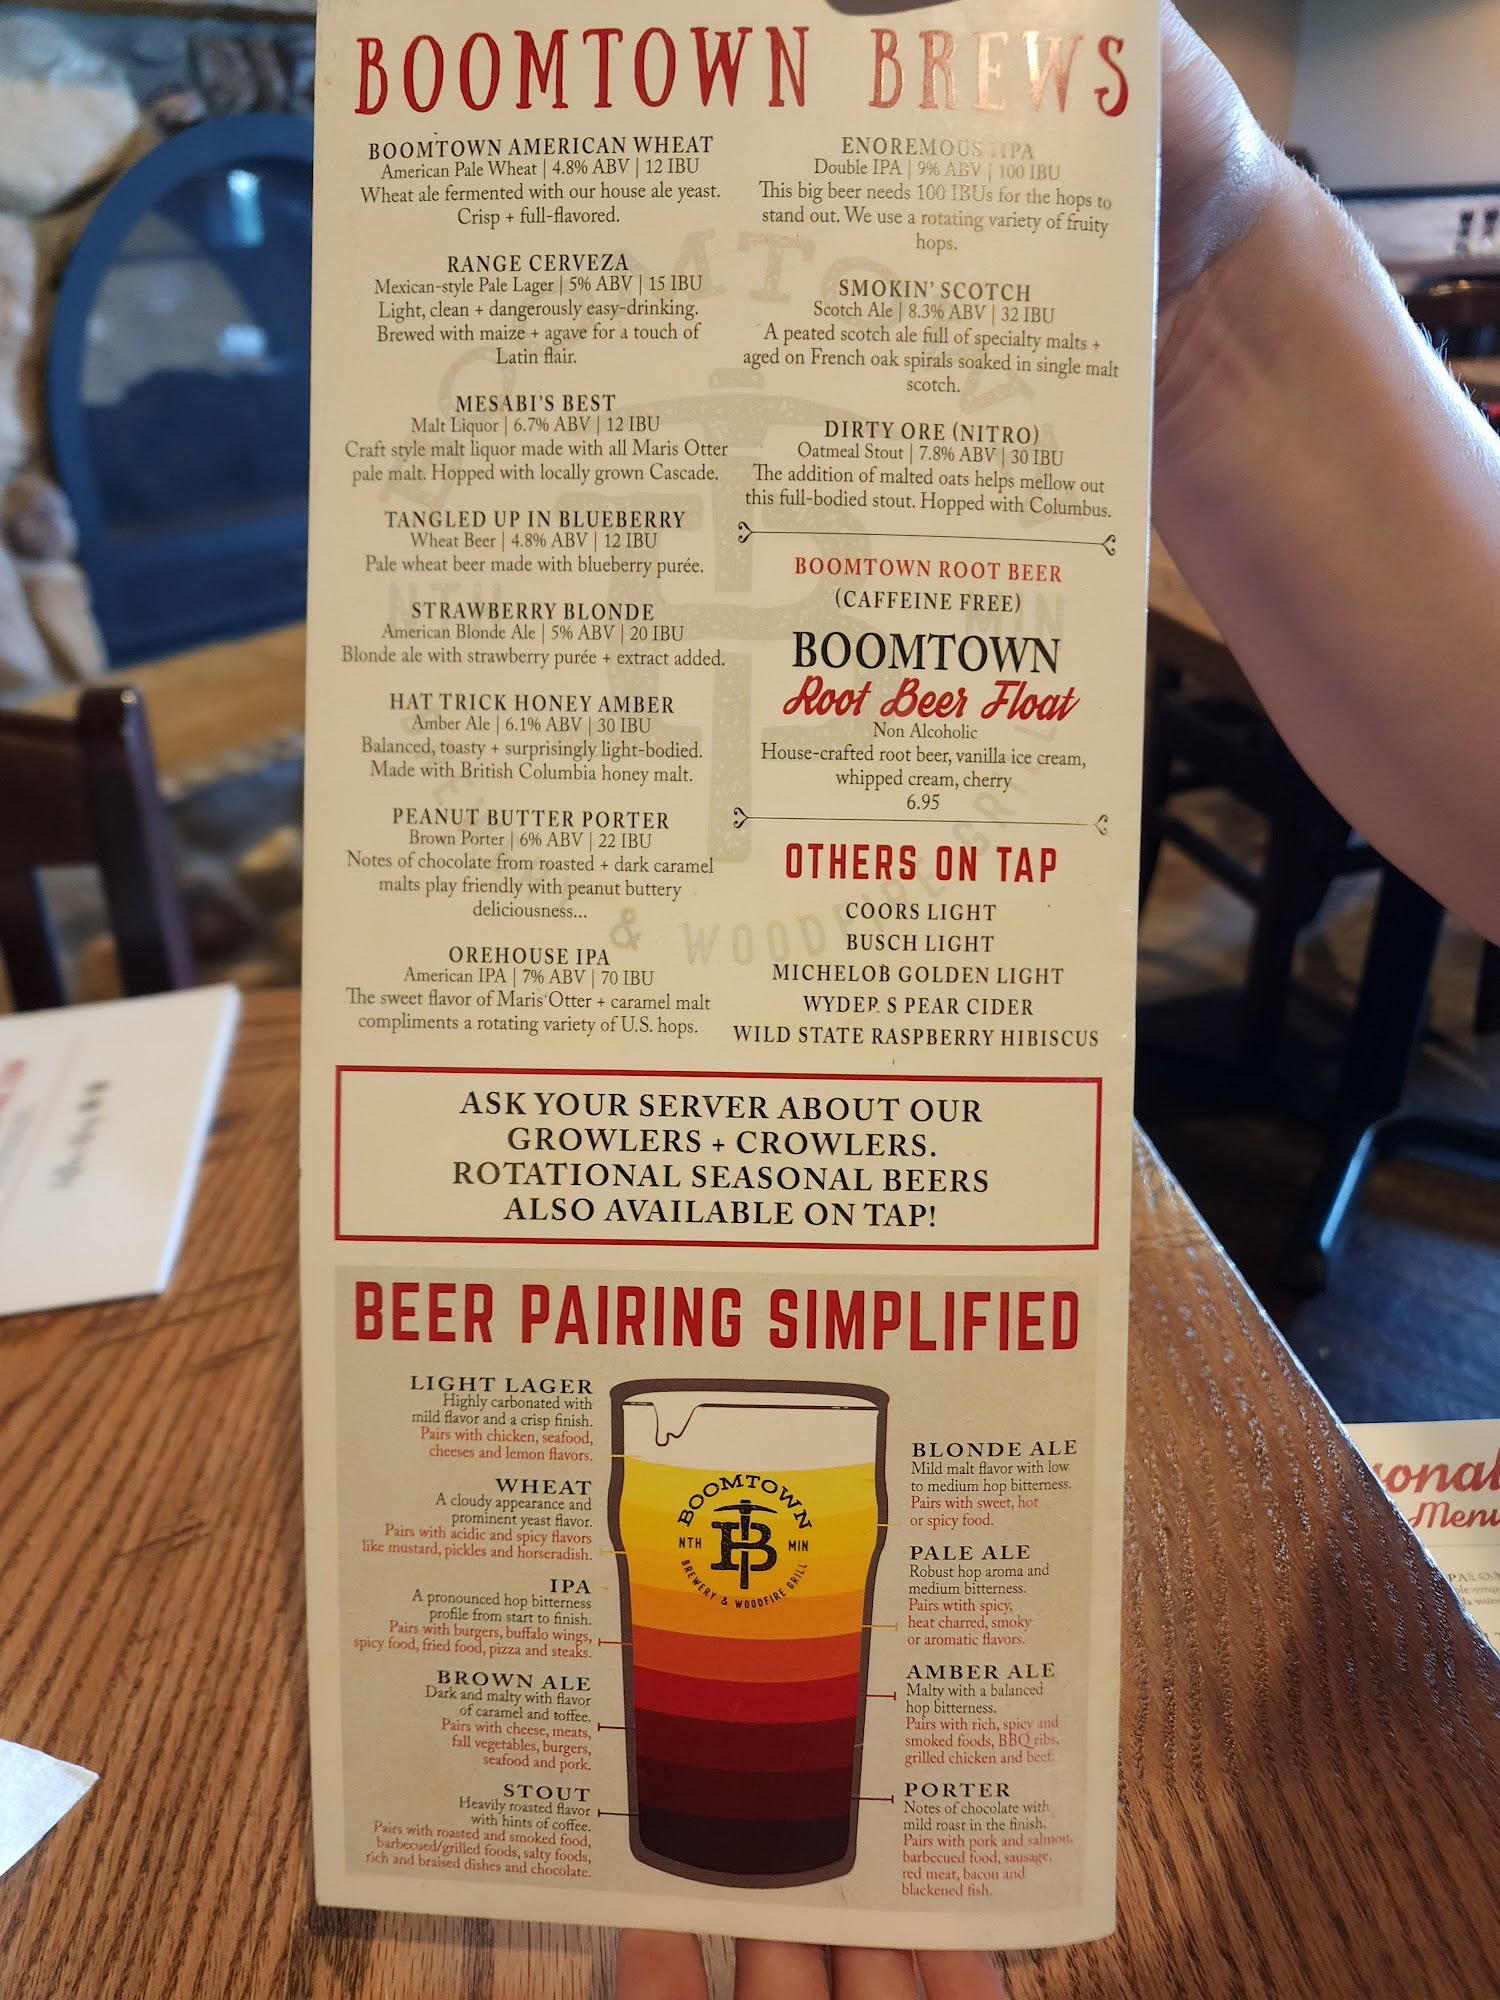 BOOMTOWN BREWS
BOOMTOWN AMERICAN WHEAT
American Pale Wheat | 4.8% ABV | 12 IBU
Wheat ale fermented with our house ale yeast.
Crisp + full-flavored.
RANGE CERVEZA
Mexican-style Pale Lager | 5% ABV | 15 IBU
Light, clean + dangerously easy-drinking.
Brewed with maize + agave for a touch of
Latin flair.
MESABI'S BEST
Malt Liquor | 6.7% ABV | 12 IBU
Craft style malt liquor made with all Maris Otter
pale malt. Hopped with locally grown Cascade.
TANGLED UP IN BLUEBERRY
Wheat Beer | 4.8% ABV | 12 IBU
Pale wheat beer made with blueberry purée.
STRAWBERRY BLONDE
American Blonde Ale | 5% ABV | 20 IBU
Blonde ale with strawberry purée + extract added.
HAT TRICK HONEY AMBER
Amber Ale | 6.1% ABV | 30 IBU
Balanced, toasty + surprisingly light-bodied.
Made with British Columbia honey malt.
PEANUT BUTTER PORTER
Brown Porter | 6% ABV | 22 IBU
Notes of chocolate from roasted + dark caramel
malts play friendly with peanut buttery
deliciousness...
OREHOUSE IPA
American IPA | 7% ABV | 70 IBU
The sweet flavor of Maris Otter + caramel malt
compliments a rotating variety of U.S. hops.
ENOREMOUS IIPA
Double IPA | 9% ABV | 100 IBU
This big beer needs 100 IBUs for the hops to
stand out. We use a rotating variety of fruity
hops.
SMOKIN' SCOTCH
Scotch Ale | 8.3% ABV | 32 IBU
A peated scotch ale full of specialty malts +
aged on French oak spirals soaked in single malt
scotch.
DIRTY ORE (NITRO)
Oatmeal Stout | 7.8% ABV | 30 IBU
The addition of malted oats helps mellow out
this full-bodied stout. Hopped with Columbus.
BOOMTOWN ROOT BEER
(CAFFEINE FREE)
BOOMTOWN
Root Beer Float
Non Alcoholic
House-crafted root beer, vanilla ice cream,
whipped cream, cherry
6.95
OTHERS ON TAP
COORS LIGHT
BUSCH LIGHT
MICHELOB GOLDEN LIGHT
WYDER S PEAR CIDER
WILD STATE RASPBERRY HIBISCUS
BOOMTOWN
NTH MIN
BREWERY & WOODFIRE GRILL
ASK YOUR SERVER ABOUT OUR
GROWLERS + CROWLERS.
ROTATIONAL SEASONAL BEERS
ALSO AVAILABLE ON TAP!
BEER PAIRING SIMPLIFIED
LIGHT LAGER
Highly carbonated with
mild flavor and a crisp finish.
Pairs with chicken, seafood,
cheeses and lemon flavors.
WHEAT
A cloudy appearance and
prominent yeast flavor.
Pairs with acidic and spicy flavors
like mustard, pickles and horseradish.
IPA
A pronounced hop bitterness
profile from start to finish.
Pairs with burgers, buffalo wings,
spicy food, fried food, pizza and steaks.
BROWN ALE
Dark and malty with flavor
of caramel and toffee.
Pairs with cheese, meats,
fall vegetables, burgers,
seafood and pork.
STOUT
Heavily roasted flavor
with hints of coffee.
Pairs with roasted and smoked food,
barbecued/grilled foods, salty foods,
rich and braised dishes and chocolate.
BOOMTOWN
NTH B MIN
BREWERY & WOODFIRE GRILL
BLONDE ALE
Mild malt flavor with low
to medium hop bitterness.
Pairs with sweet, hot
or spicy food.
PALE ALE
Robust hop aroma and
medium bitterness.
Pairs wtith spicy,
heat charred, smoky
or aromatic flavors.
AMBER ALE
Malty with a balanced
hop bitterness.
Pairs with rich, spicy and
smoked foods, BBQ ribs,
grilled chicken and beef.
PORTER
Notes of chocolate with
mild roast in the finish.
Pairs with pork and salmon,
barbecued food, sausage,
red meat, bacon and
blackened fish.
Menu